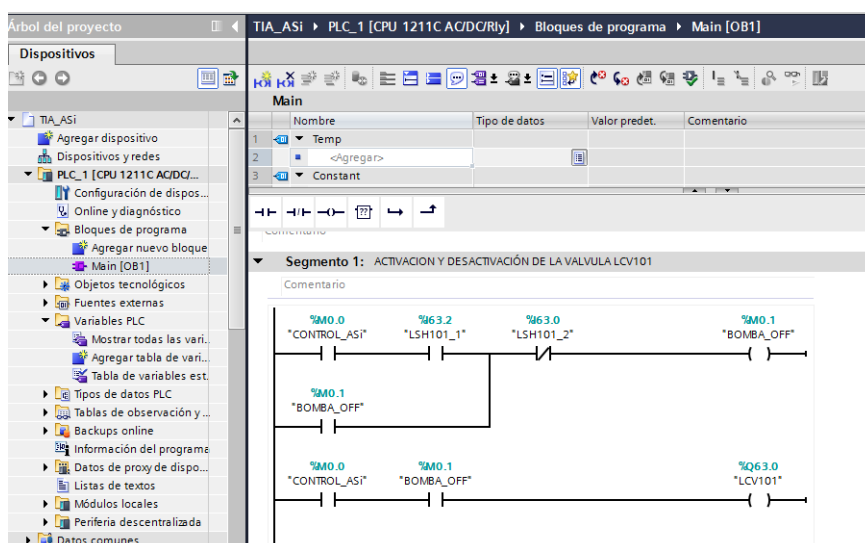 Árbol del proyecto
TIA_ASi ▸ PLC_1 [CPU 1211C AC/DC/Rly] ▸ Bloques de programa ▸ Main [OB1]
Dispositivos
TIA_ASi
Agregar dispositivo
Dispositivos y redes
PLC_1 [CPU 1211C AC/DC/...
Configuración de dispos...
Online y diagnóstico
Bloques de programa
Agregar nuevo bloque
Main [OB1]
Objetos tecnológicos
Fuentes externas
Variables PLC
Mostrar todas las vari..
Agregar tabla de vari...
Tabla de variables est.
Tipos de datos PLC
Tablas de observación y ...
Backups online
Información del programa
Datos de proxy de dispo...
Listas de textos
Módulos locales
Periferia descentralizada
Datos comunes
Main
Nombre Tipo de datos Valor predet. Comentario
1 Temp
2 <Agregar>
3 Constant
??
Comentario
Segmento 1: ACTIVACION Y DESACTIVACIÓN DE LA VALVULA LCV101
Comentario
%M0.0 %I63.2 %I63.0 %M0.1
"CONTROL_ASi" "LSH101_1" "LSH101_2" "BOMBA_OFF"
%M0.1
"BOMBA_OFF"
%M0.0 %M0.1 %Q63.0
"CONTROL_ASi" "BOMBA_OFF" "LCV101"